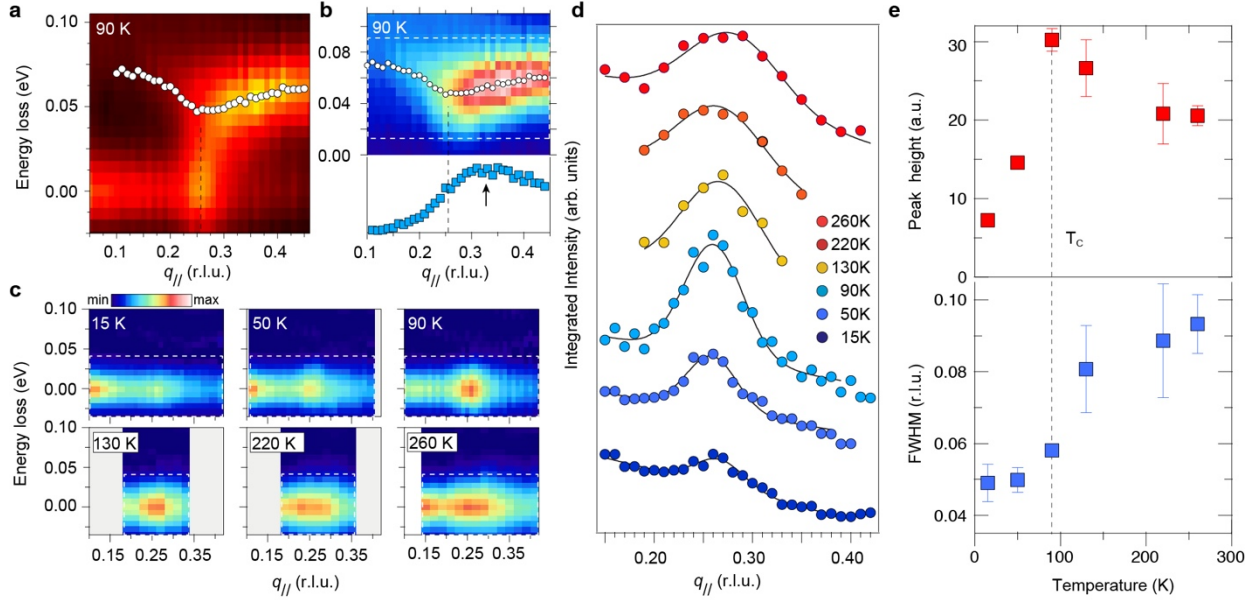 a
90 K
Energy loss (eV)
0.10
0.05
0.00
0.1 0.2 0.3 0.4
q// (r.l.u.)
b
90 K
0.08
0.04
0.00
0.1 0.2 0.3 0.4
q// (r.l.u.)
c
min max
Energy loss (eV)
0.10
0.05
0.00
15 K
50 K
90 K
0.10
0.05
0.00
130 K
220 K
260 K
0.15 0.25 0.35
0.15 0.25 0.35
0.15 0.25 0.35
q// (r.l.u.)
d
Integrated Intensity (arb. units)
260K
220K
130K
90K
50K
15K
0.20 0.30 0.40
q// (r.l.u.)
e
Peak height (a.u.)
30
20
10
0
Tc
FWHM (r.l.u.)
0.10
0.08
0.06
0.04
0 100 200 300
Temperature (K)